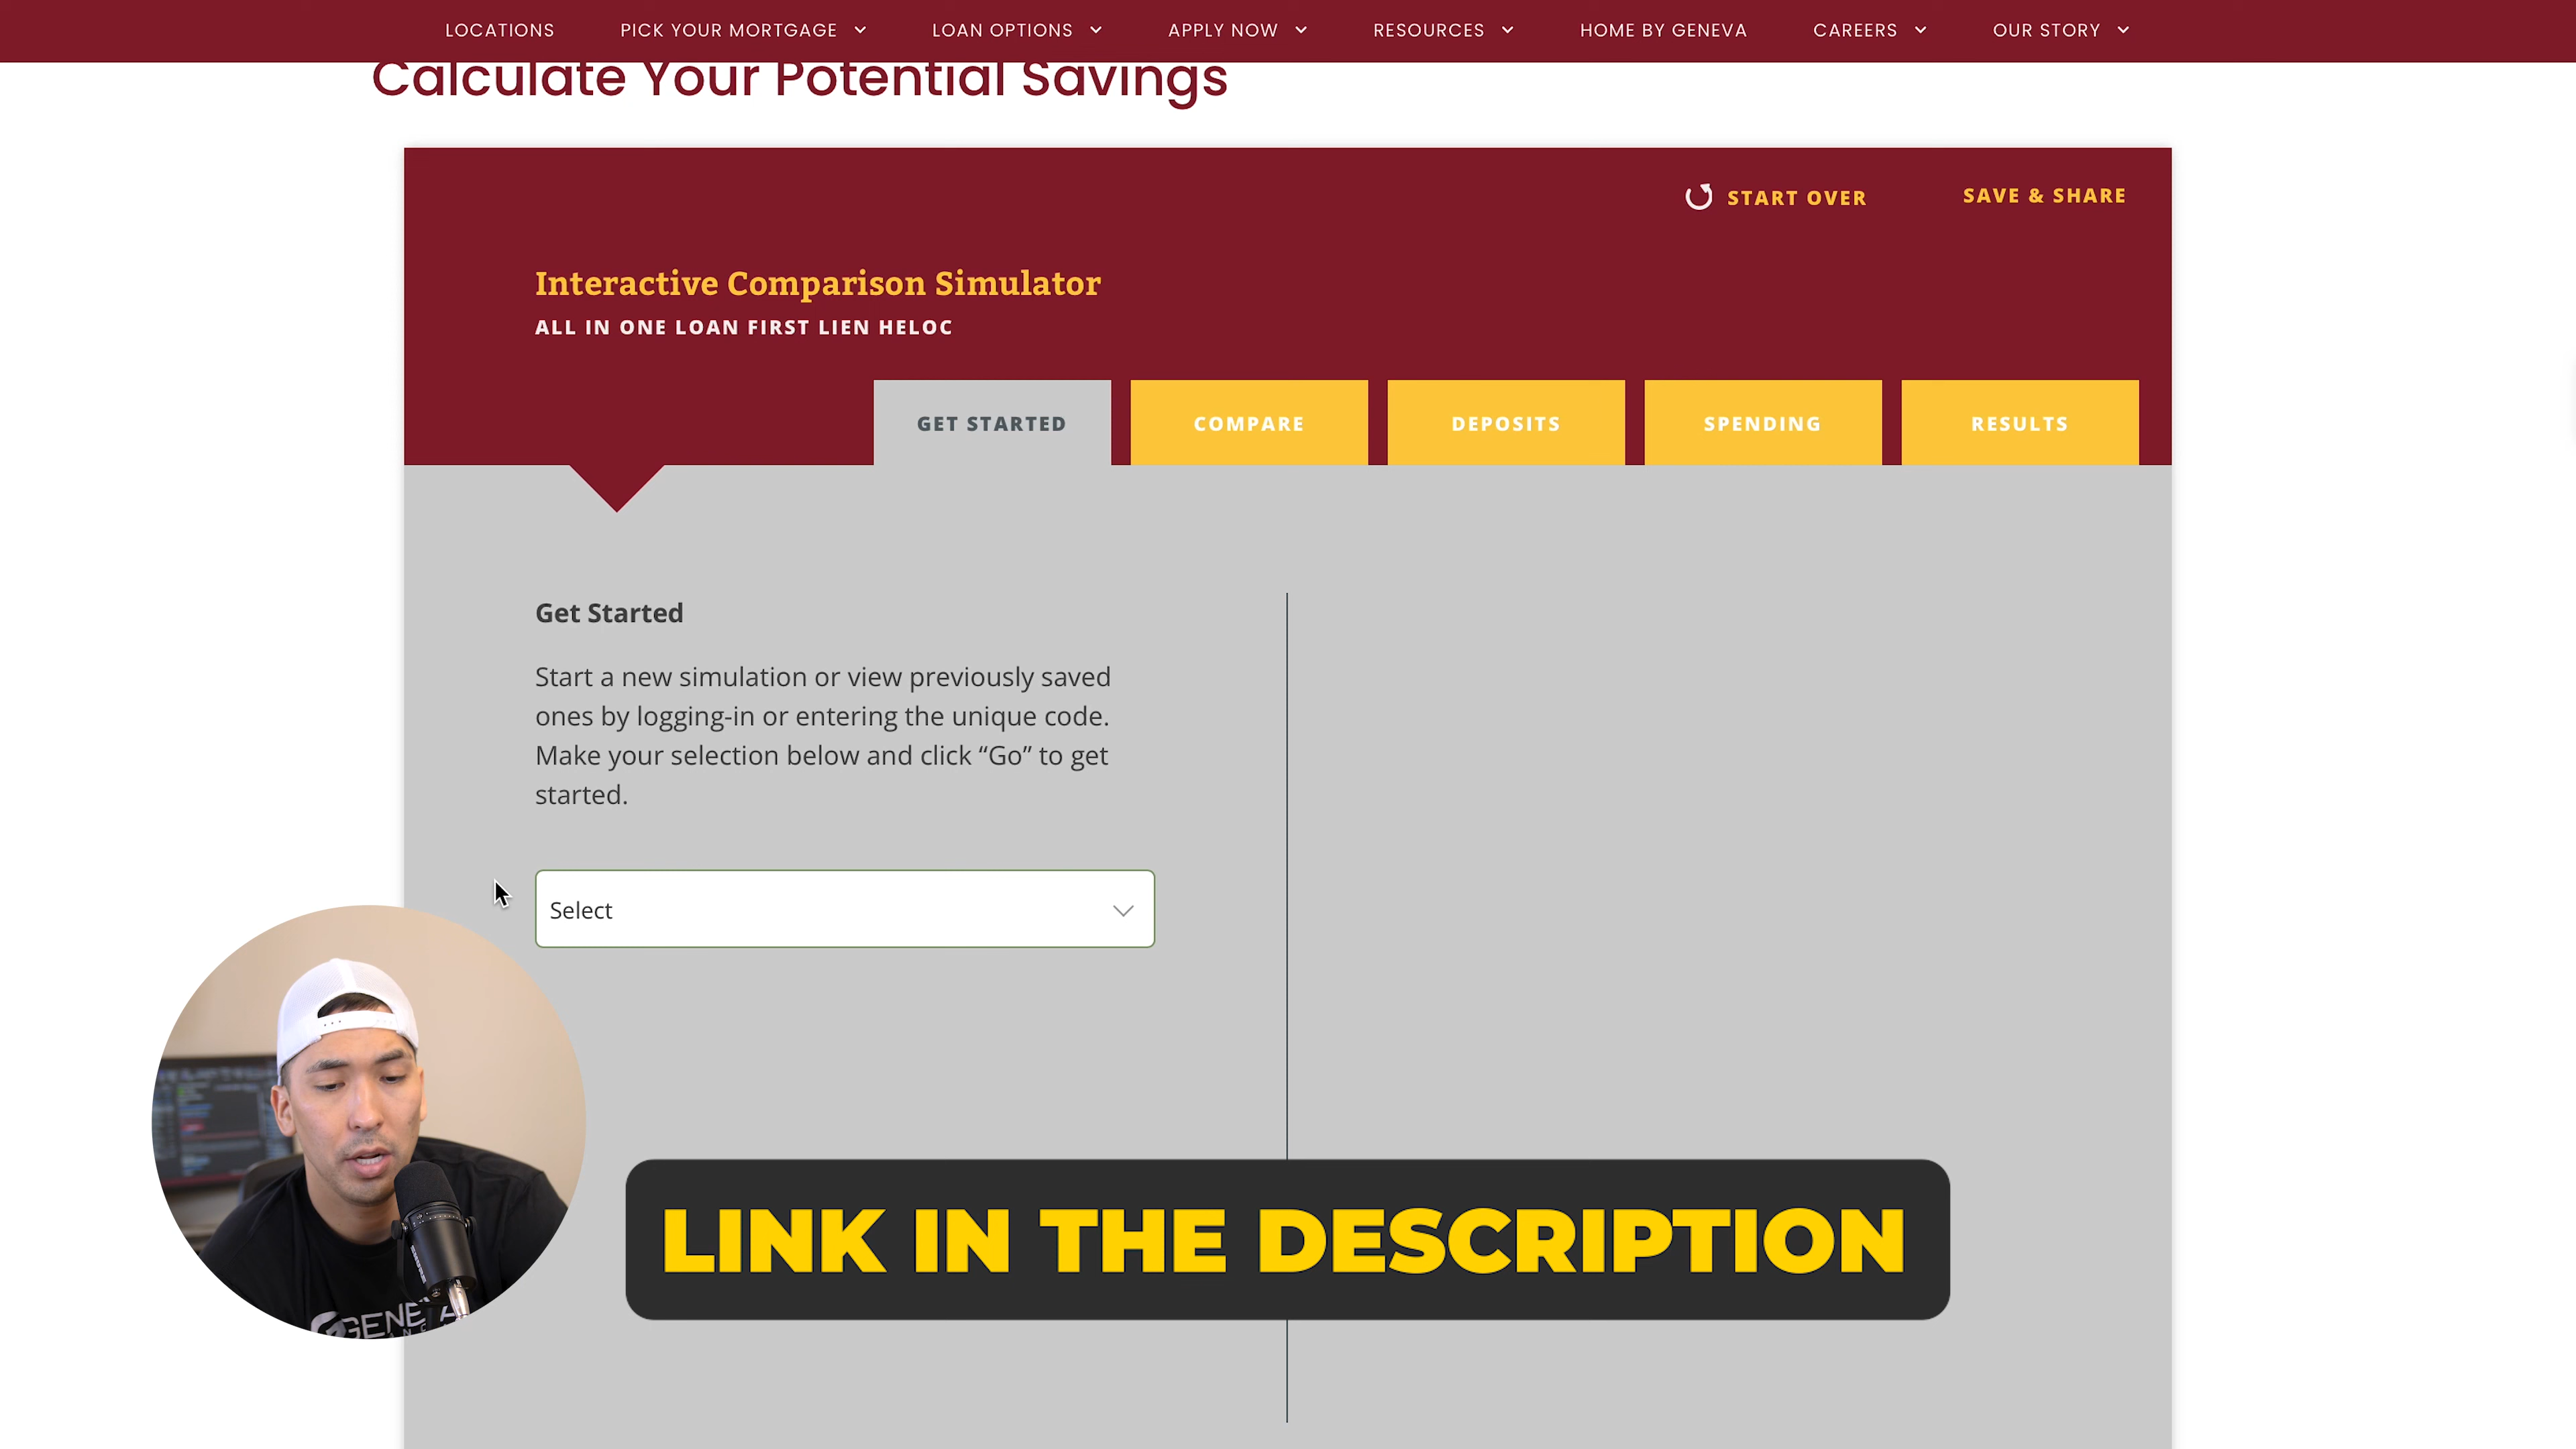 LOCATIONS PICK YOUR MORTGAGE LOAN OPTIONS APPLY NOW RESOURCES HOME BY GENEVA CAREERS OUR STORY
Calculate Your Potential Savings
START OVER SAVE & SHARE
Interactive Comparison Simulator
ALL IN ONE LOAN FIRST LIEN HELOC
GET STARTED COMPARE DEPOSITS SPENDING RESULTS
Get Started
Start a new simulation or view previously saved
ones by logging-in or entering the unique code.
Make your selection below and click “Go” to get
started.
Select
LINK IN THE DESCRIPTION